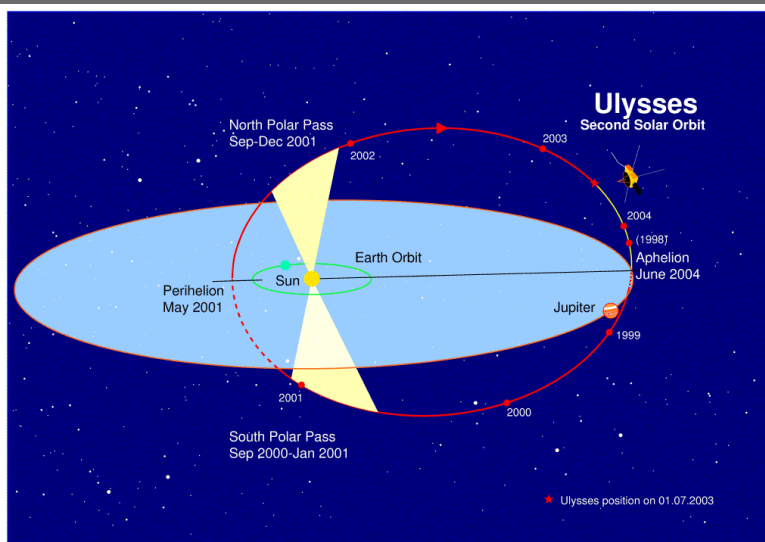 Ulysses
Second Solar Orbit
North Polar Pass
Sep-Dec 2001
2002
2003
2004
(1998)
Aphelion
June 2004
Earth Orbit
Sun
Perihelion
May 2001
Jupiter
1999
2001
2000
South Polar Pass
Sep 2000-Jan 2001
Ulysses position on 01.07.2003